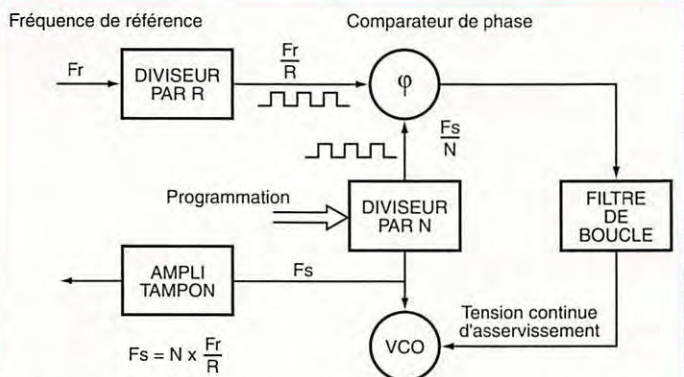 Fréquence de référence
Comparateur de phase
Fr
DIVISEUR
PAR R
Fr
R
φ
Fs
N
Programmation
DIVISEUR
PAR N
FILTRE
DE
BOUCLE
AMPLI
TAMPON
Fs
Tension continue
d'asservissement
VCO
Fs = N x Fr
R